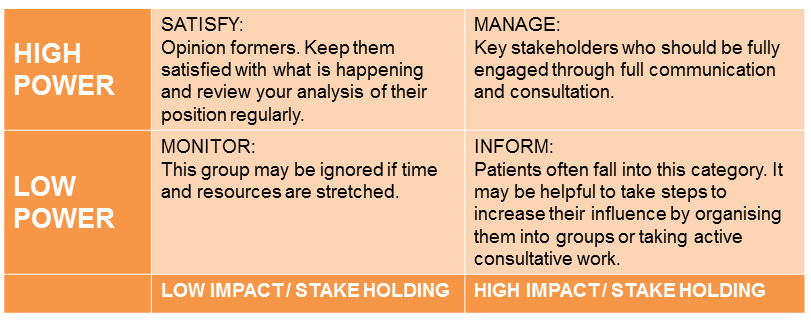 HIGH
POWER
SATISFY:
Opinion formers. Keep them
satisfied with what is happening
and review your analysis of their
position regularly.
MANAGE:
Key stakeholders who should be fully
engaged through full communication
and consultation.
LOW
POWER
MONITOR:
This group may be ignored if time
and resources are stretched.
INFORM:
Patients often fall into this category. It
may be helpful to take steps to
increase their influence by organising
them into groups or taking active
consultative work.
LOW IMPACT / STAKE HOLDING
HIGH IMPACT / STAKE HOLDING